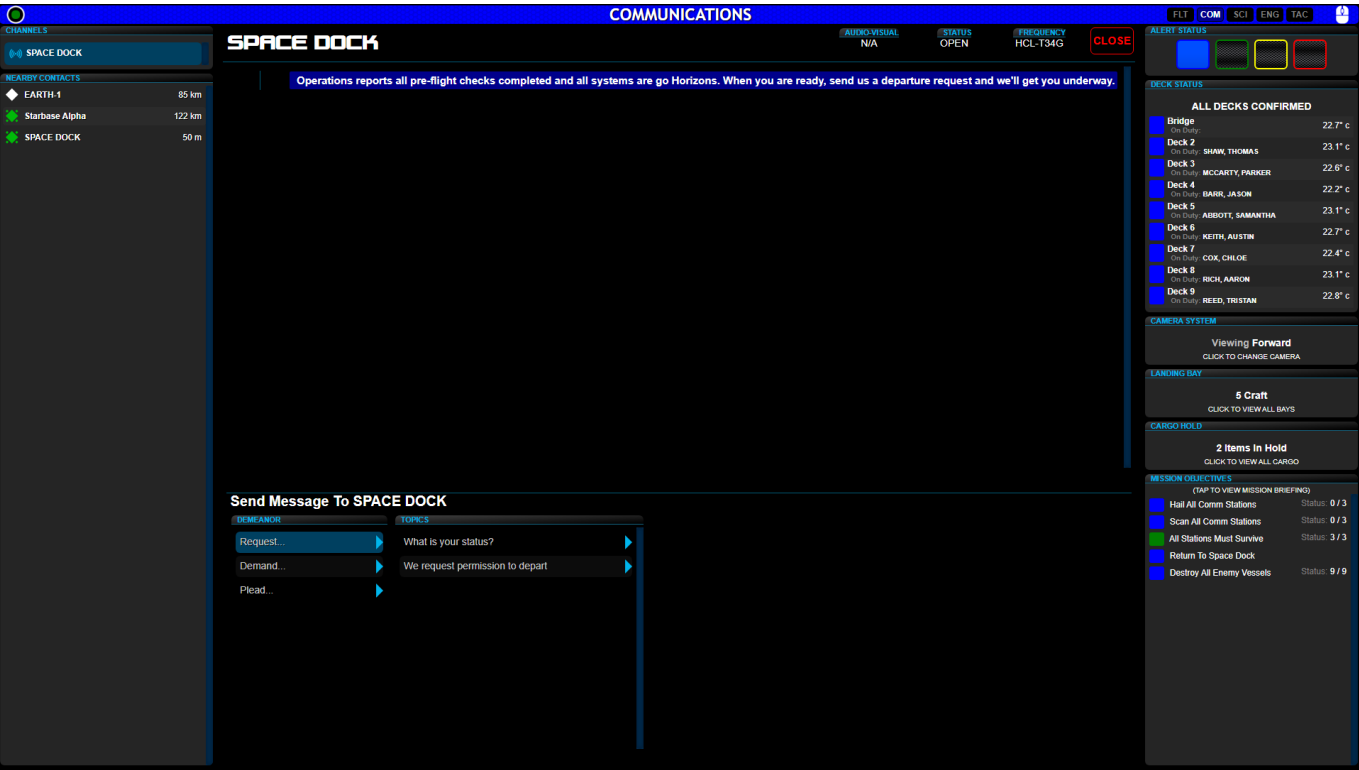 COMMUNICATIONS
FLT COM SCI ENG TAC
CHANNELS
SPACE DOCK
NEARBY CONTACTS
EARTH-1 85 km
Starbase Alpha 122 km
SPACE DOCK 50 m
SPACE DOCK
AUDIO-VISUAL
N/A
STATUS
OPEN
FREQUENCY
HCL-T34G
CLOSE
Operations reports all pre-flight checks completed and all systems are go Horizons. When you are ready, send us a departure request and we'll get you underway.
Send Message To SPACE DOCK
DEMEANOR
Request...
Demand...
Plead...
TOPICS
What is your status?
We request permission to depart
ALERT STATUS
DECK STATUS
ALL DECKS CONFIRMED
Bridge 22.7° c
On Duty:
Deck 2 23.1° c
On Duty: SHAW, THOMAS
Deck 3 22.6° c
On Duty: MCCARTY, PARKER
Deck 4 22.2° c
On Duty: BARR, JASON
Deck 5 23.1° c
On Duty: ABBOTT, SAMANTHA
Deck 6 22.7° c
On Duty: KEITH, AUSTIN
Deck 7 22.4° c
On Duty: COX, CHLOE
Deck 8 23.1° c
On Duty: RICH, AARON
Deck 9 22.8° c
On Duty: REED, TRISTAN
CAMERA SYSTEM
Viewing Forward
CLICK TO CHANGE CAMERA
LANDING BAY
5 Craft
CLICK TO VIEW ALL BAYS
CARGO HOLD
2 Items In Hold
CLICK TO VIEW ALL CARGO
MISSION OBJECTIVES
(TAP TO VIEW MISSION BRIEFING)
Hail All Comm Stations Status: 0 / 3
Scan All Comm Stations Status: 0 / 3
All Stations Must Survive Status: 3 / 3
Return To Space Dock
Destroy All Enemy Vessels Status: 9 / 9